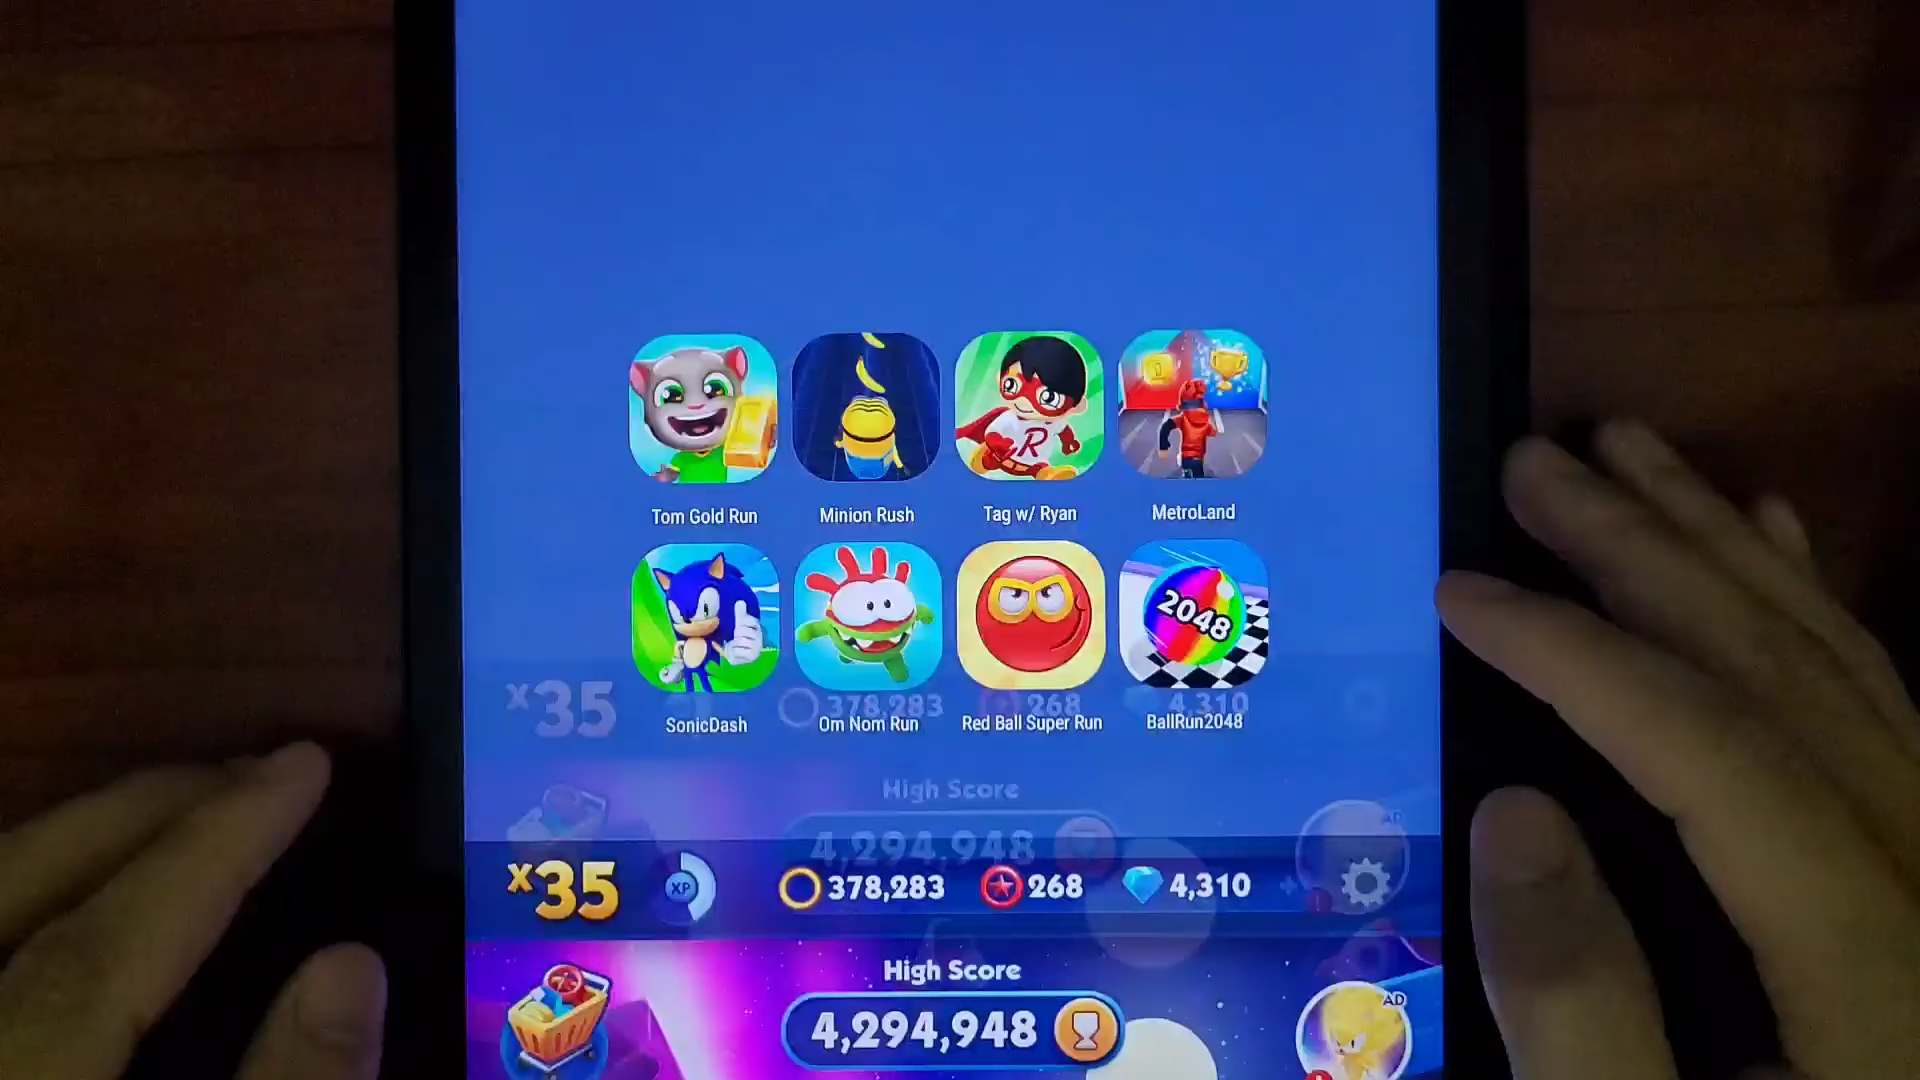 R
2048
Tom Gold Run
Minion Rush
Tag w/ Ryan
MetroLand
SonicDash
Om Nom Run
Red Ball Super Run
BallRun2048
x35
378,283
268
4,310
High Score
4,294,948
AD
x35
XP
378,283
268
4,310
High Score
4,294,948
AD